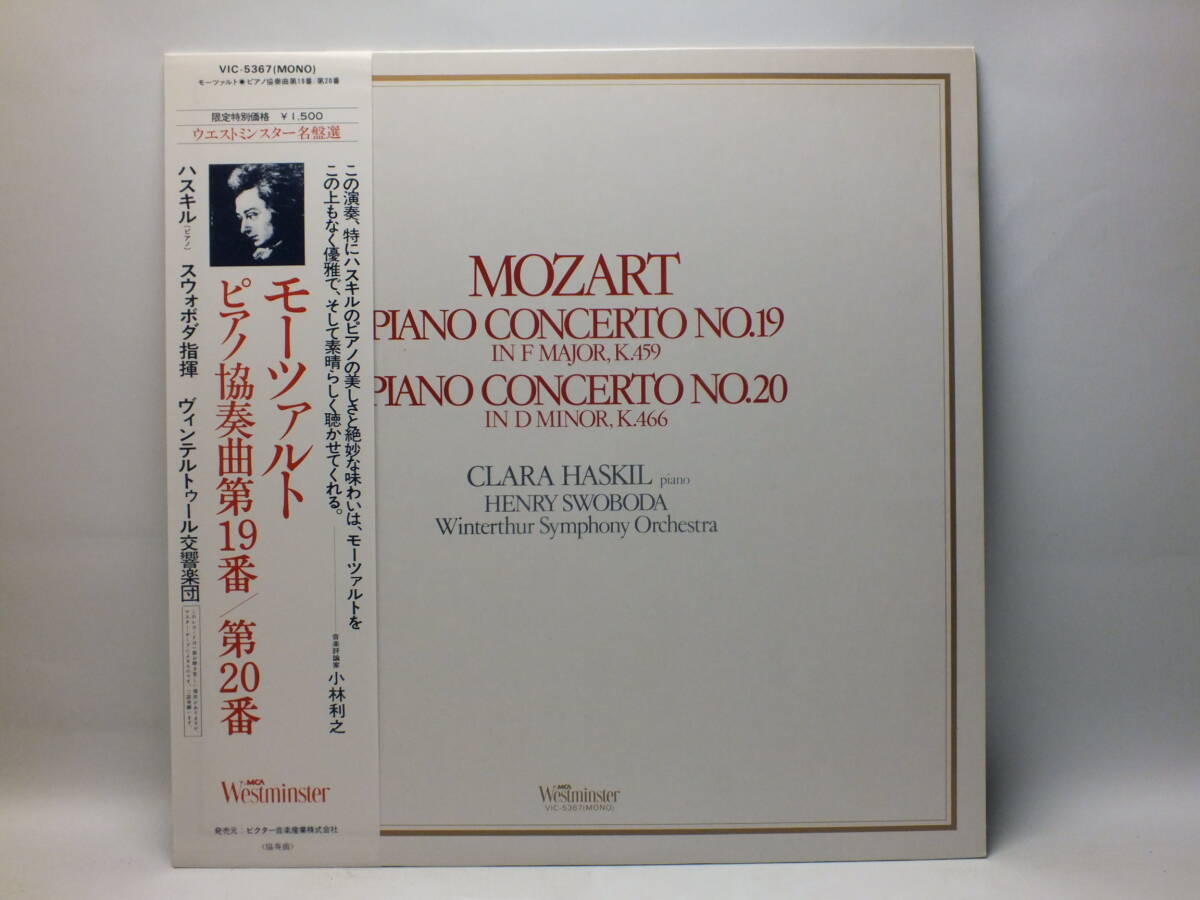 VIC-5367(MONO)
モーツァルト●ピアノ協奏曲第19番/第20番
限定特別価格 ¥1,500
ウエストミンスター名盤選
この演奏、特にハスキルのピアノの美しさと絶妙な味わいは、モーツァルトを
この上もなく優雅で、そして素晴らしく聴かせてくれる。
音楽評論家 小林利之
モーツァルト
ピアノ協奏曲第19番/第20番
ハスキル(ピアノ) スウォボダ指揮 ヴィンテルトゥール交響楽団
MCA
Westminster
発売元:ビクター音楽産業株式会社
〈協奏曲〉
MOZART
PIANO CONCERTO NO.19
IN F MAJOR, K.459
PIANO CONCERTO NO.20
IN D MINOR, K.466
CLARA HASKIL piano
HENRY SWOBODA
Winterthur Symphony Orchestra
MCA
Westminster
VIC-5367(MONO)